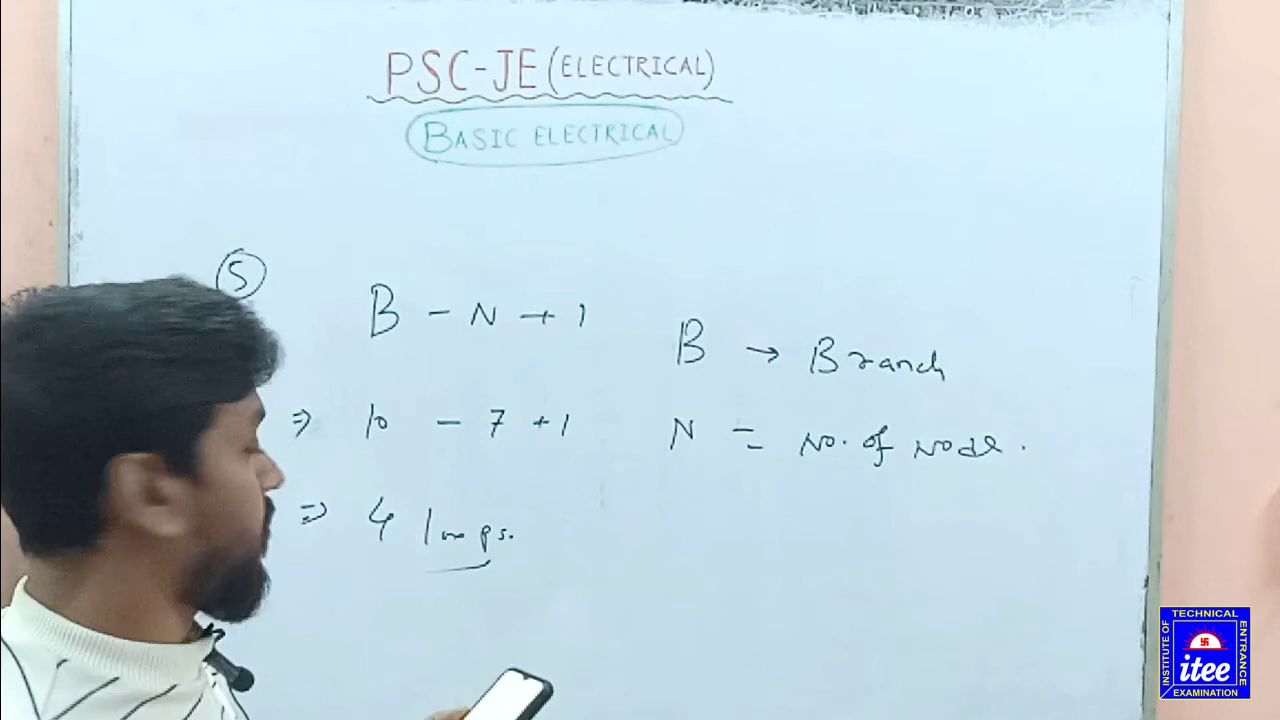 PSC-JE (ELECTRICAL)
BASIC ELECTRICAL
5
B - N + 1
B → Branch
⇒ 10 - 7 + 1
N = No. of Node.
⇒ 4 loops.
INSTITUTE OF
TECHNICAL
ENTRANCE
EXAMINATION
itee